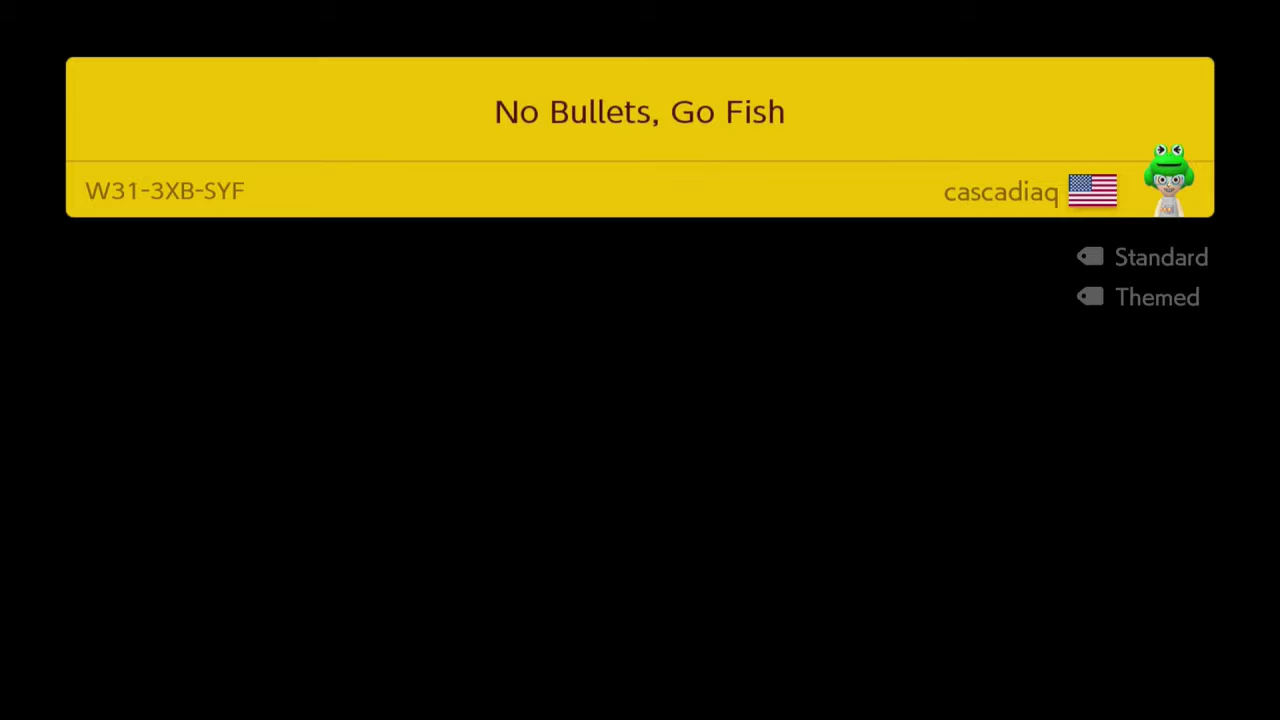 No Bullets, Go Fish
W31-3XB-SYF
cascadiaq
Standard
Themed